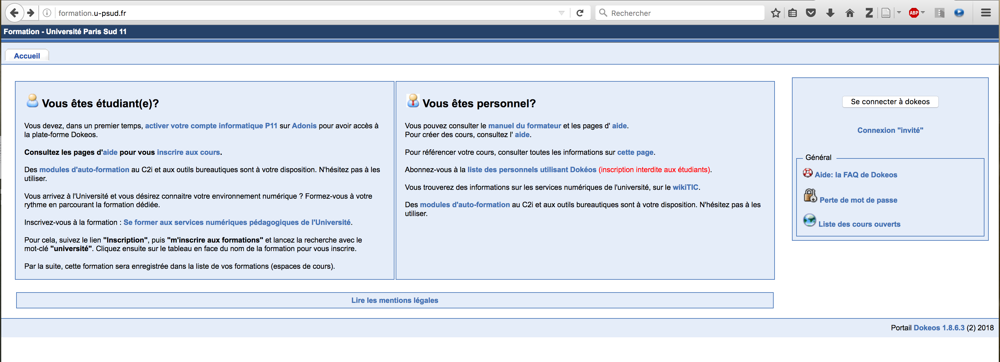 formation.u-psud.fr
Rechercher
ABP
Formation - Université Paris Sud 11
Accueil
Vous êtes étudiant(e)?
Vous devez, dans un premier temps, activer votre compte informatique P11 sur Adonis pour avoir accès à
la plate-forme Dokeos.
Consultez les pages d'aide pour vous inscrire aux cours.
Des modules d'auto-formation au C2i et aux outils bureautiques sont à votre disposition. N'hésitez pas à les
utiliser.
Vous arrivez à l'Université et vous désirez connaitre votre environnement numérique ? Formez-vous à votre
rythme en parcourant la formation dédiée.
Inscrivez-vous à la formation : Se former aux services numériques pédagogiques de l'Université.
Pour cela, suivez le lien "Inscription", puis "m'inscrire aux formations" et lancez la recherche avec le
mot-clé "université". Cliquez ensuite sur le tableau en face du nom de la formation pour vous inscrire.
Par la suite, cette formation sera enregistrée dans la liste de vos formations (espaces de cours).
Vous êtes personnel?
Vous pouvez consulter le manuel du formateur et les pages d' aide.
Pour créer des cours, consultez l' aide.
Pour référencer votre cours, consulter toutes les informations sur cette page.
Abonnez-vous à la liste des personnels utilisant Dokéos (inscription interdite aux étudiants).
Vous trouverez des informations sur les services numériques de l'université, sur le wikiTIC.
Des modules d'auto-formation au C2i et aux outils bureautiques sont à votre disposition. N'hésitez pas à les
utiliser.
Se connecter à dokeos
Connexion "invité"
Général
Aide: la FAQ de Dokeos
Perte de mot de passe
Liste des cours ouverts
Lire les mentions légales
Portail Dokeos 1.8.6.3 (2) 2018